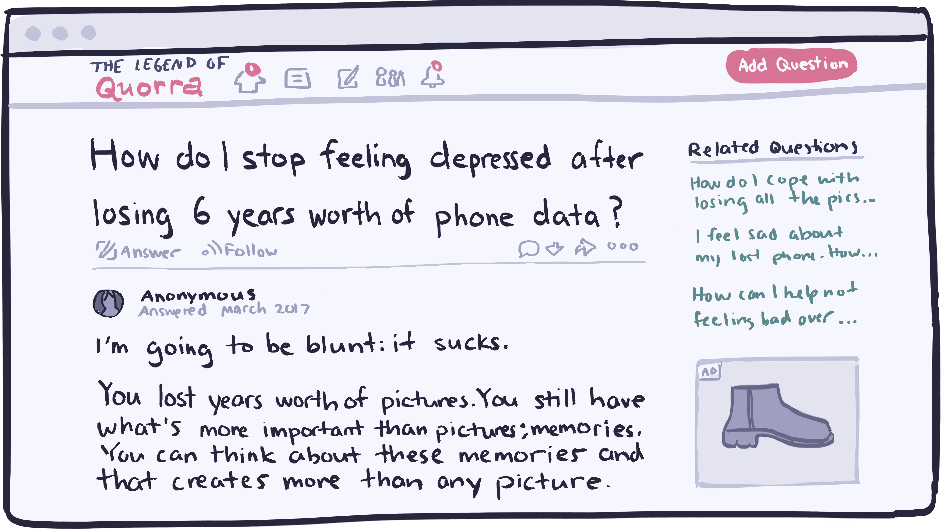 THE LEGEND OF
Quorra
Add Question
How do I stop feeling depressed after
losing 6 years worth of phone data?
Answer Follow
Anonymous
Answered March 2017
I'm going to be blunt: it sucks.
You lost years worth of pictures. You still have
what's more important than pictures; memories.
You can think about these memories and
that creates more than any picture.
Related Questions
How do I cope with
losing all the pics...
I feel sad about
my lost phone. How...
How can I help not
feeling bad over ...
AD